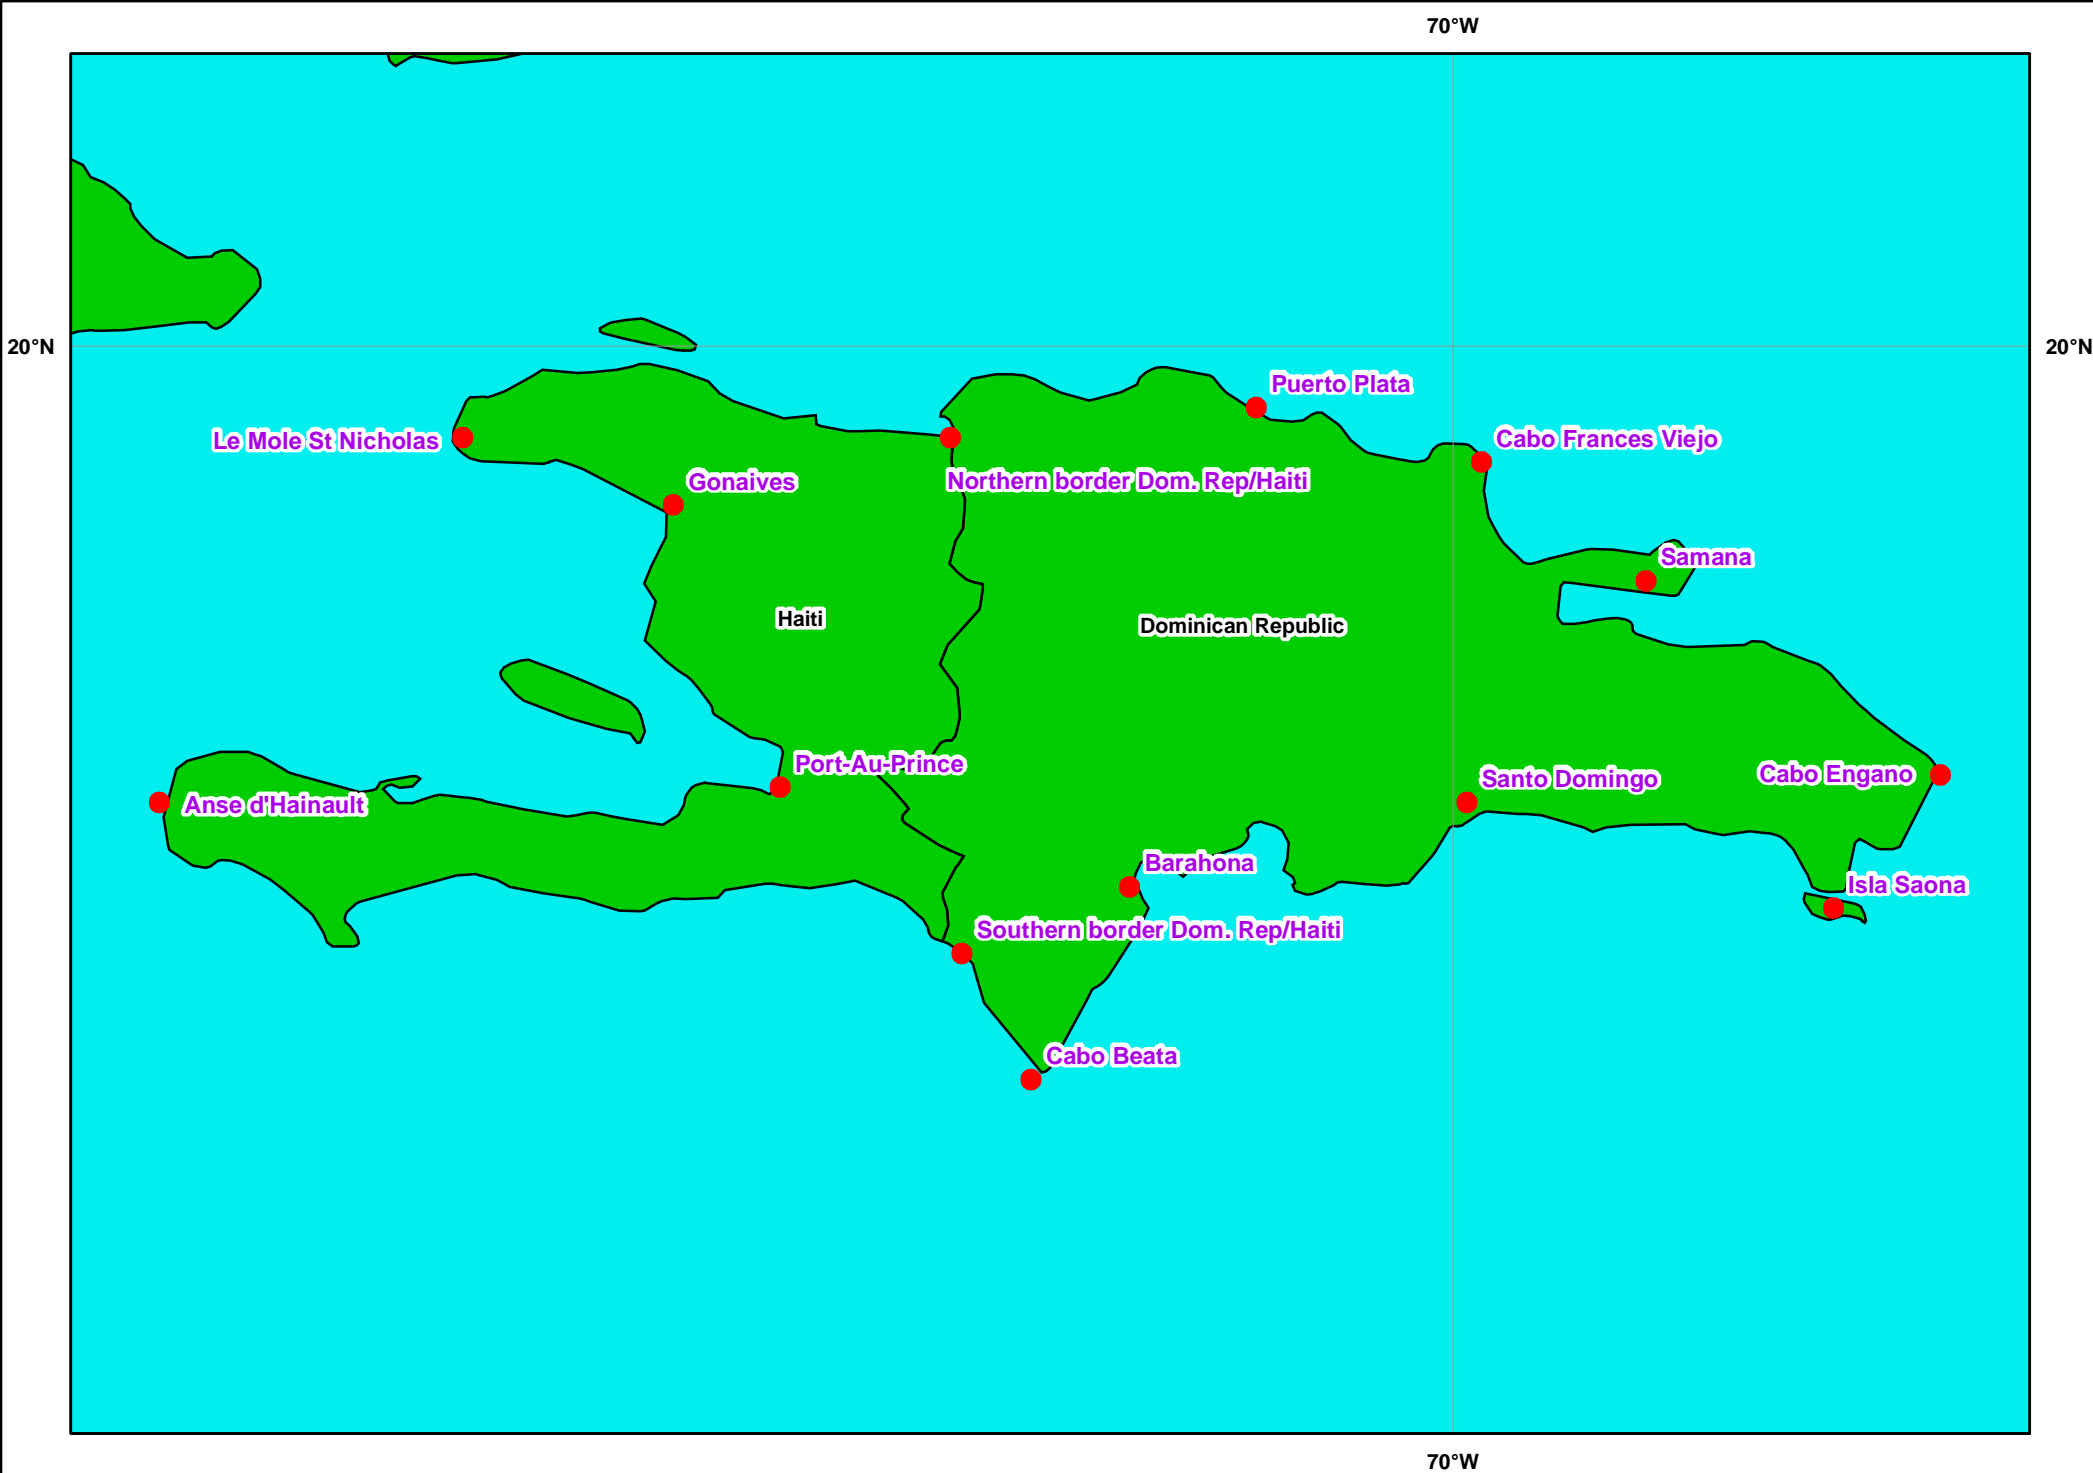 70°W
20°N
20°N
Puerto Plata
Le Mole St Nicholas
Cabo Frances Viejo
Gonaives
Northern border Dom. Rep/Haiti
Samana
Haiti
Dominican Republic
Port-Au-Prince
Santo Domingo
Cabo Engano
Anse d'Hainault
Barahona
Isla Saona
Southern border Dom. Rep/Haiti
Cabo Beata
70°W